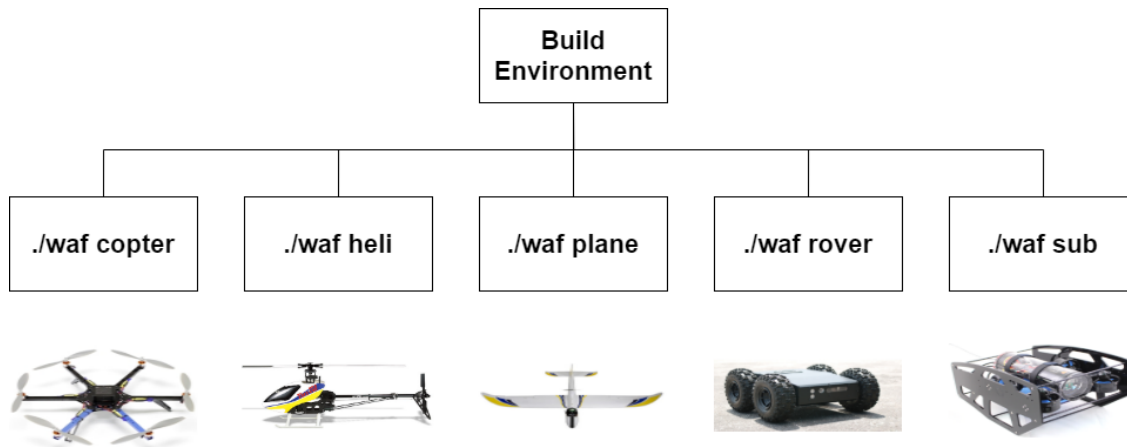 Build
Environment
./waf copter
./waf heli
./waf plane
./waf rover
./waf sub